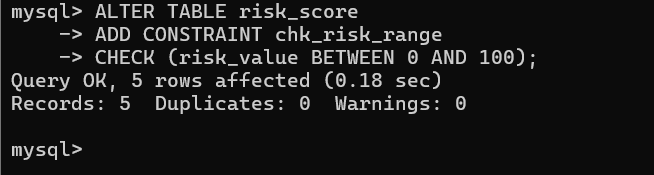 mysql> ALTER TABLE risk_score
    -> ADD CONSTRAINT chk_risk_range
    -> CHECK (risk_value BETWEEN 0 AND 100);
Query OK, 5 rows affected (0.18 sec)
Records: 5  Duplicates: 0  Warnings: 0

mysql>